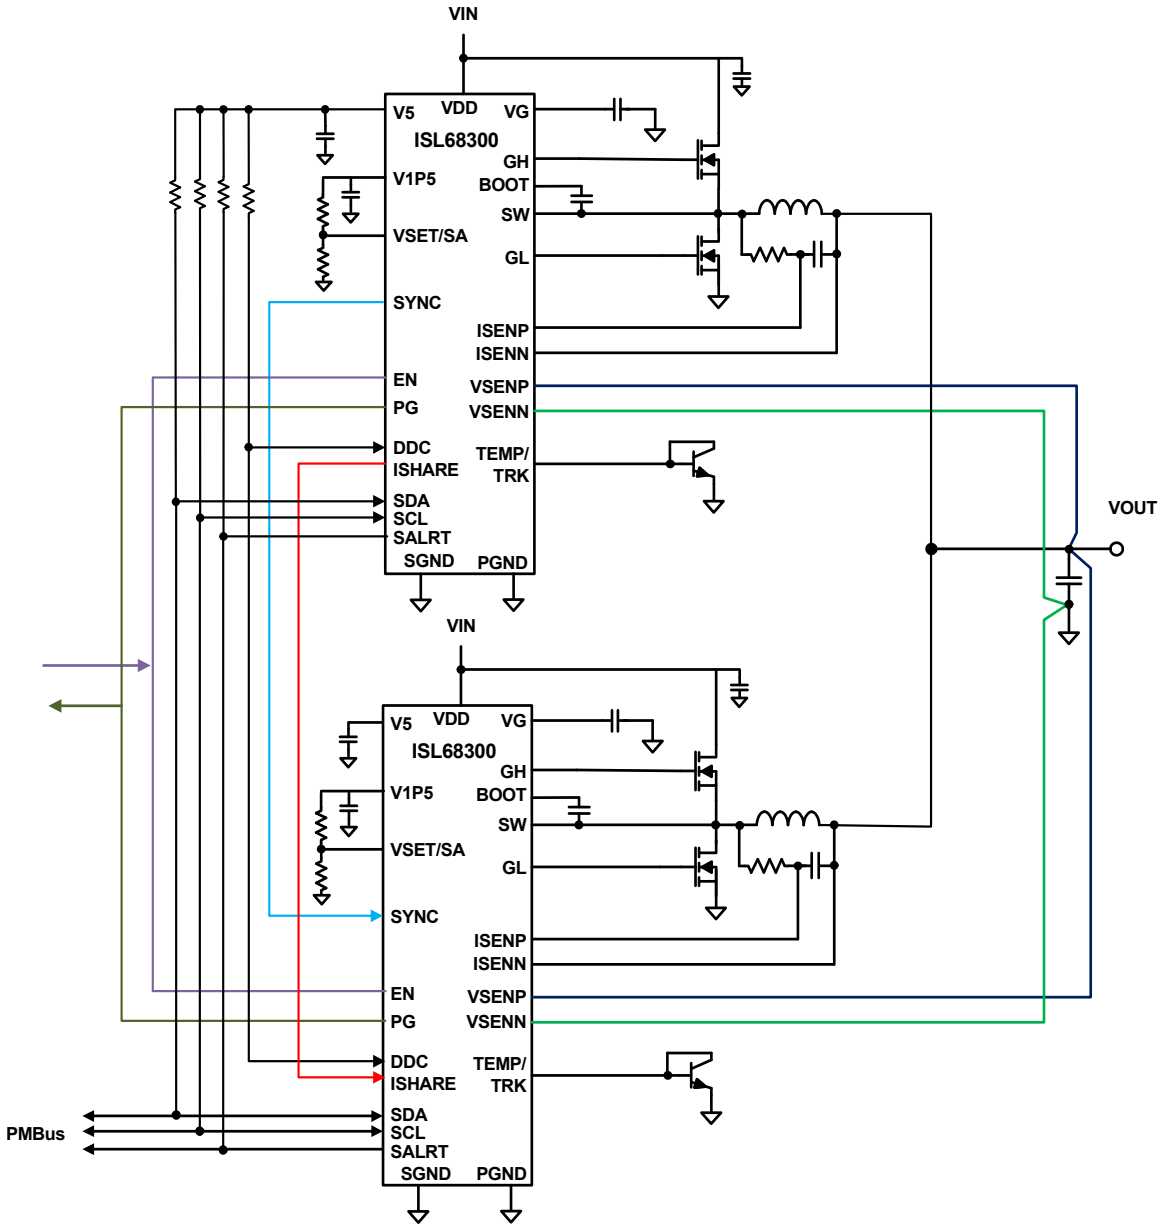 VIN
V5
VDD
VG
ISL68300
GH
V1P5
BOOT
SW
VSET/SA
GL
SYNC
ISENP
ISENN
EN
VSENP
PG
VSENN
DDC
TEMP/
TRK
ISHARE
SDA
SCL
SALRT
SGND
PGND
VOUT
VIN
V5
VDD
VG
ISL68300
GH
V1P5
BOOT
SW
VSET/SA
GL
SYNC
ISENP
ISENN
EN
VSENP
PG
VSENN
DDC
TEMP/
TRK
ISHARE
SDA
SCL
SALRT
SGND
PGND
PMBus